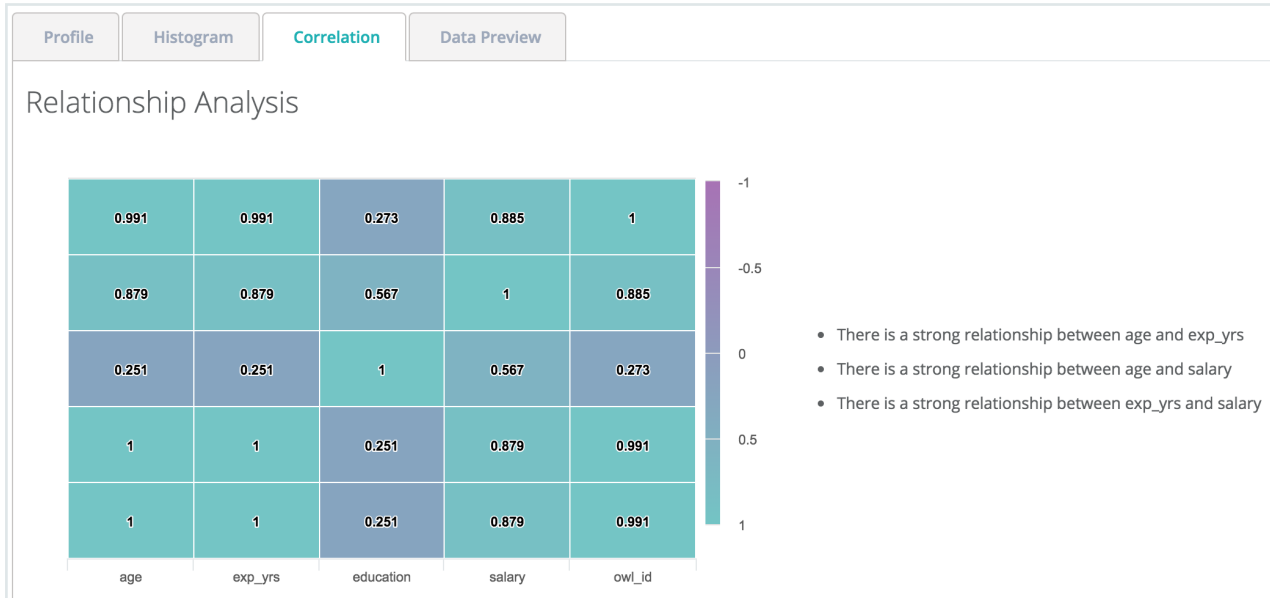 Profile Histogram Correlation Data Preview
Relationship Analysis
0.991 0.991 0.273 0.885 1
0.879 0.879 0.567 1 0.885
0.251 0.251 1 0.567 0.273
1 1 0.251 0.879 0.991
1 1 0.251 0.879 0.991
age exp_yrs education salary owl_id
-1
-0.5
0
0.5
1
There is a strong relationship between age and exp_yrs
There is a strong relationship between age and salary
There is a strong relationship between exp_yrs and salary